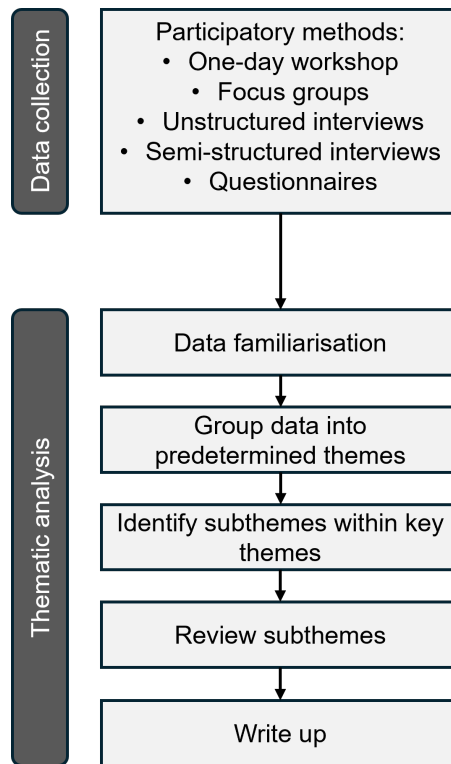 Data collection
Participatory methods:
• One-day workshop
• Focus groups
• Unstructured interviews
• Semi-structured interviews
• Questionnaires
Thematic analysis
Data familiarisation
Group data into
predetermined themes
Identify subthemes within key
themes
Review subthemes
Write up